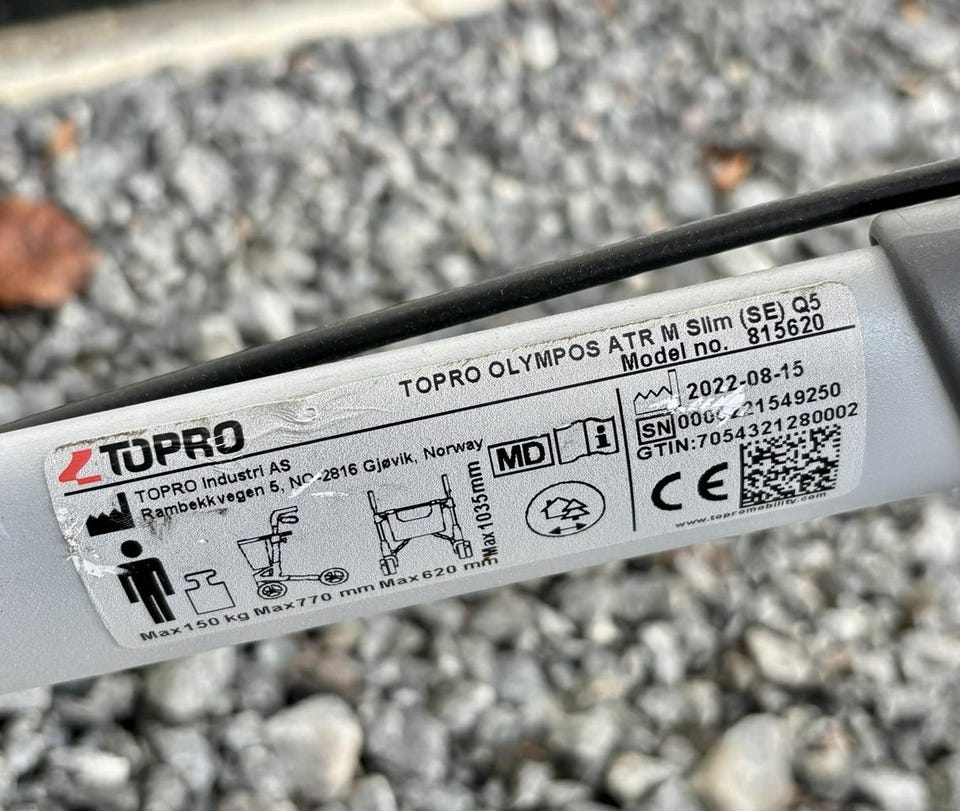 TOPRO OLYMPOS ATR M Slim (SE) Q5
Model no. 815620
TOPRO
TOPRO Industri AS
Rambekkvegen 5, NO-2816 Gjøvik, Norway
MD
i
2022-08-15
SN
GTIN:7054321280002
CE
www.topromobility.com
Max 150 kg Max 770 mm Max 620 mm
Max 1035 mm